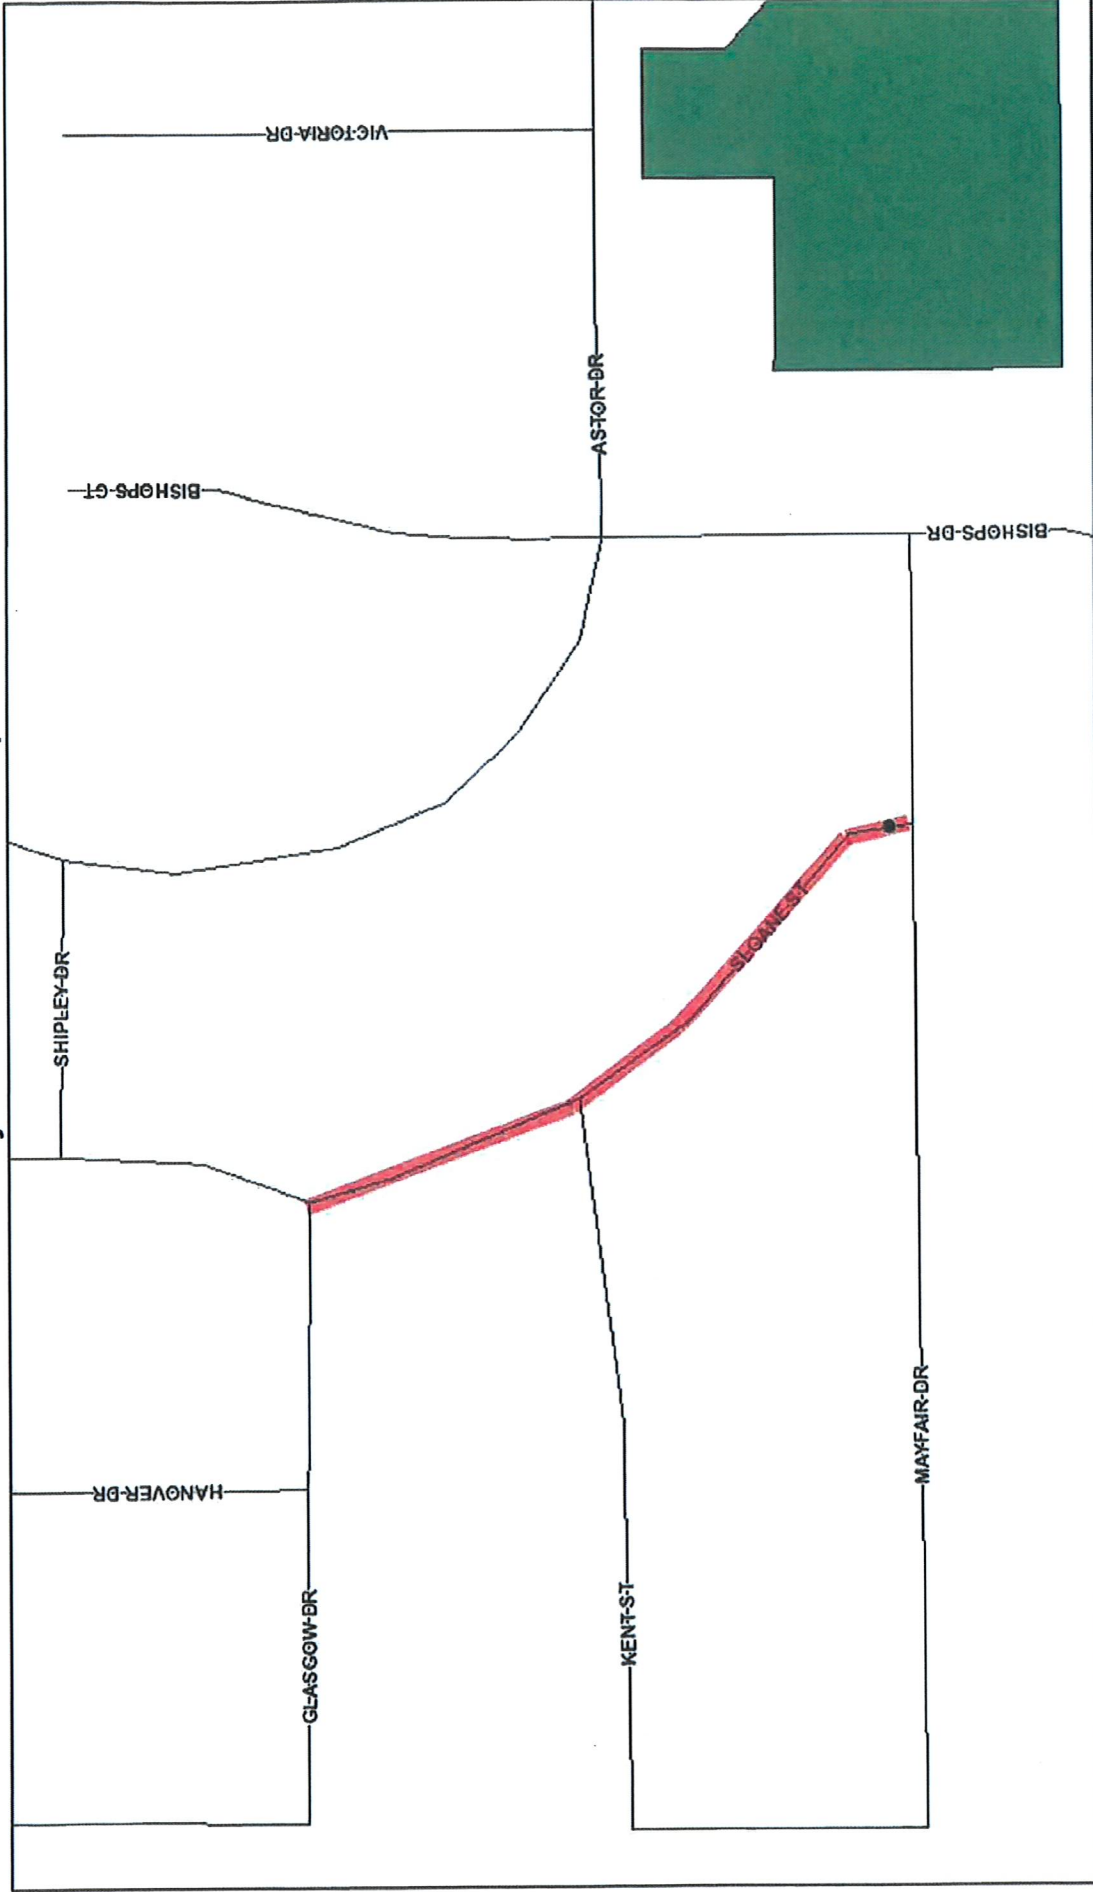 VICTORIA DR
ASTOR DR
BISHOPS CT
BISHOPS DR
SHIPLEY DR
SLOANE ST
HANOVER DR
GLASGOW DR
KENT ST
MAYFAIR DR